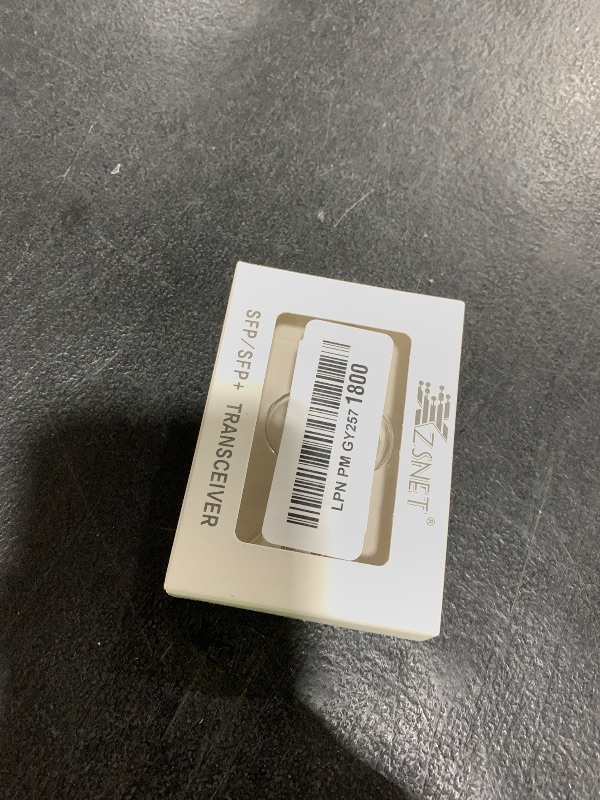 ZSNET®
LPN PM GY257 1800
SFP/SFP+ TRANSCEIVER